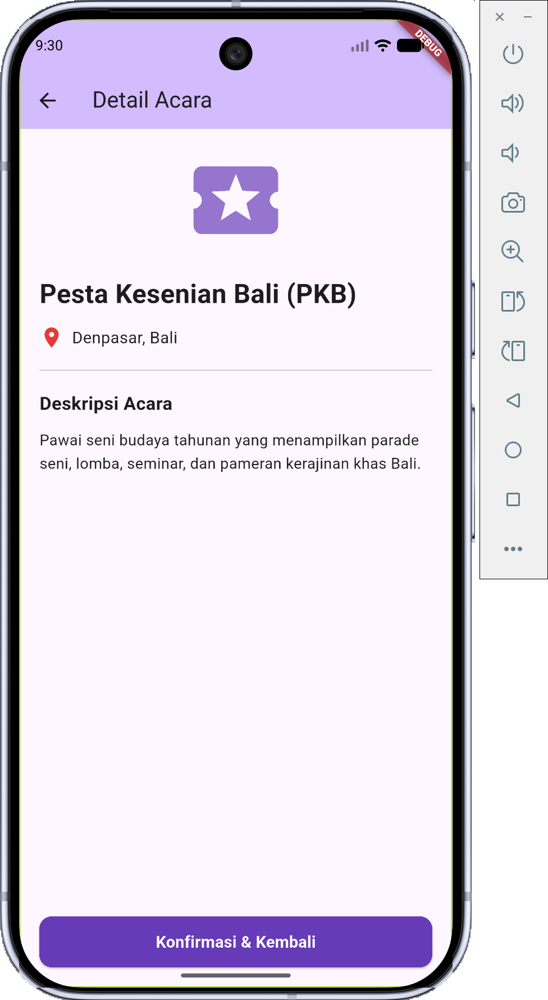 9:30
DEBUG
Detail Acara
Pesta Kesenian Bali (PKB)
Denpasar, Bali
Deskripsi Acara
Pawai seni budaya tahunan yang menampilkan parade
seni, lomba, seminar, dan pameran kerajinan khas Bali.
Konfirmasi & Kembali